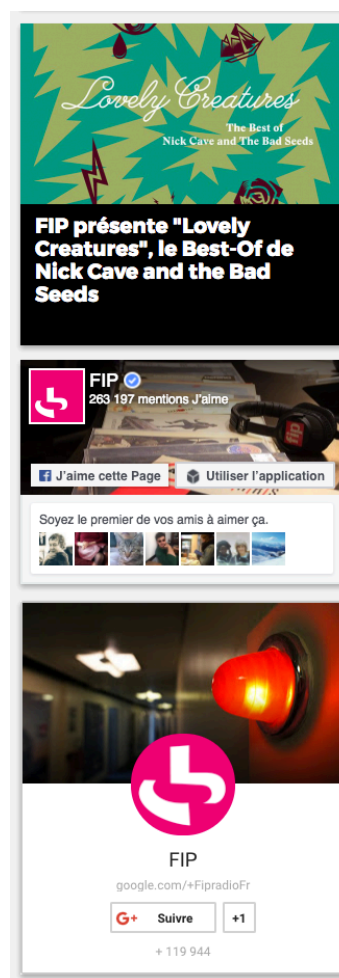 Lovely Creatures
The Best of
Nick Cave and The Bad Seeds
FIP présente "Lovely
Creatures", le Best-Of de
Nick Cave and the Bad
Seeds
FIP
263 197 mentions J'aime
fip
J'aime cette Page
Utiliser l'application
Soyez le premier de vos amis à aimer ça.
FIP
google.com/+FipradioFr
G+ Suivre
+1
+ 119 944